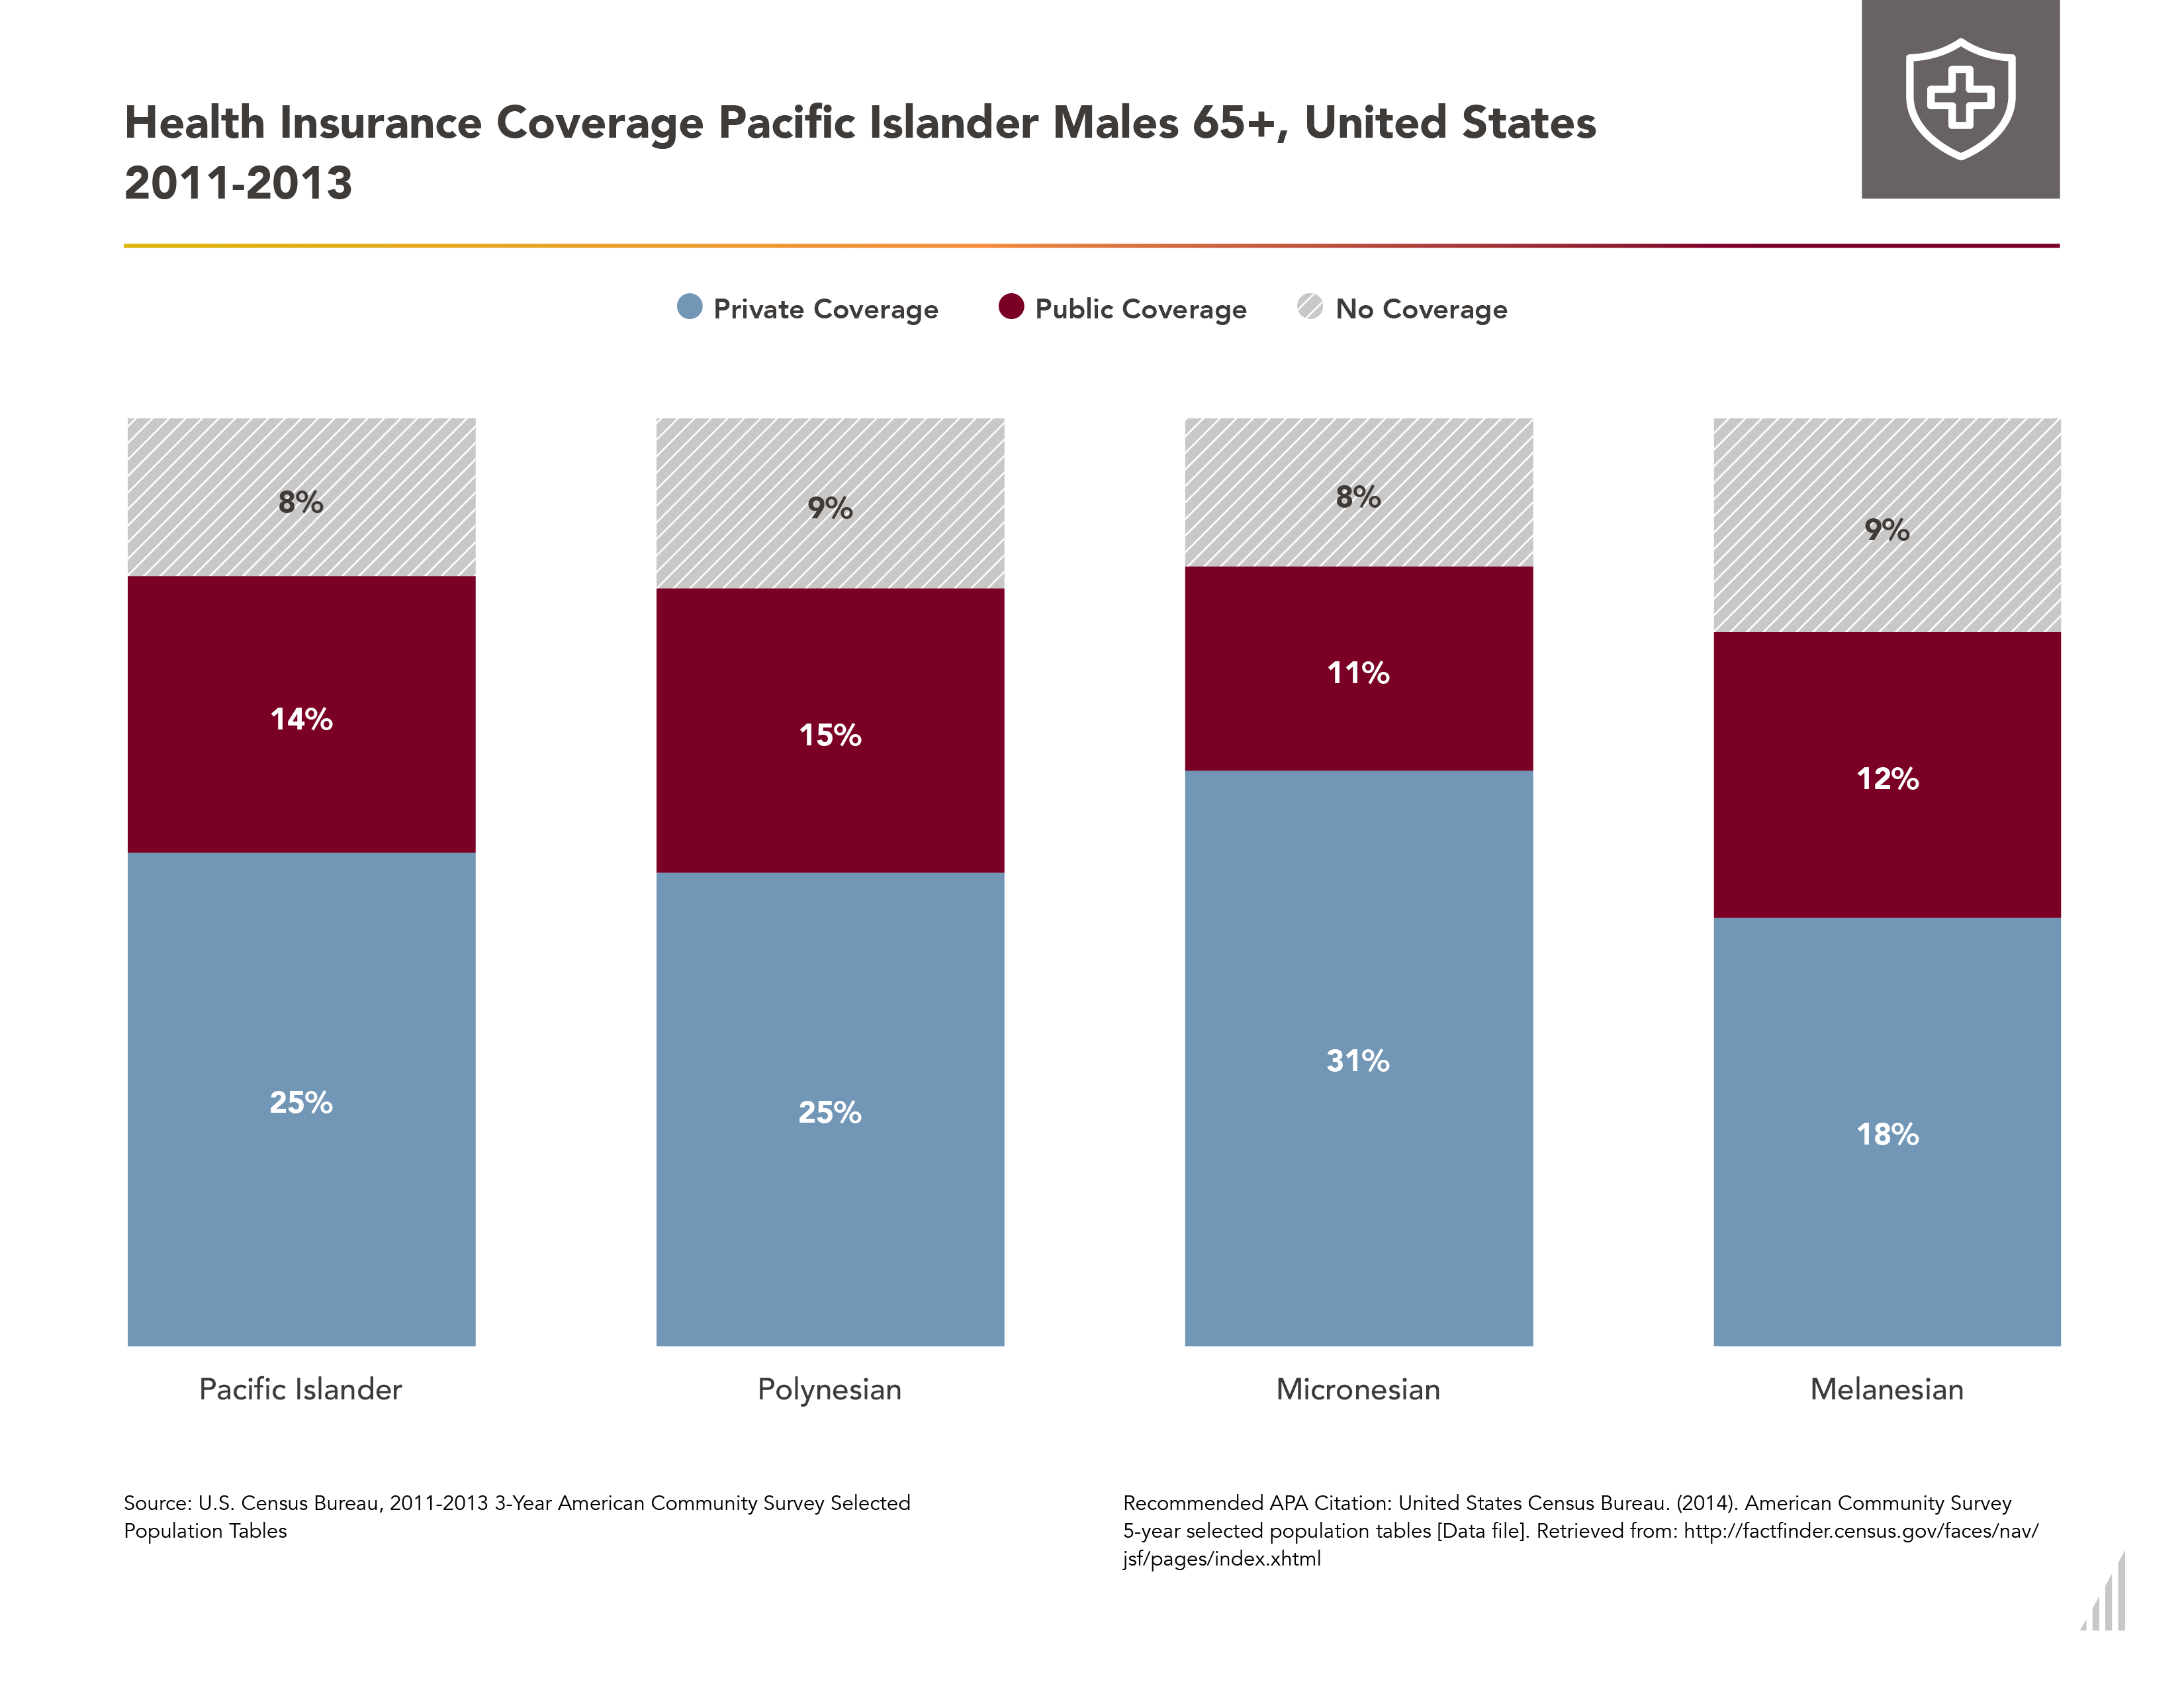 Health Insurance Coverage Pacific Islander Males 65+, United States
2011-2013
Private Coverage
Public Coverage
No Coverage
8%
9%
8%
9%
14%
15%
11%
12%
25%
25%
31%
18%
Pacific Islander
Polynesian
Micronesian
Melanesian
Source: U.S. Census Bureau, 2011-2013 3-Year American Community Survey Selected
Population Tables
Recommended APA Citation: United States Census Bureau. (2014). American Community Survey
5-year selected population tables [Data file]. Retrieved from: http://factfinder.census.gov/faces/nav/
jsf/pages/index.xhtml